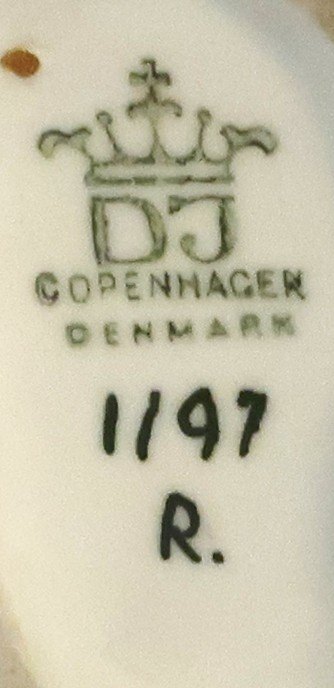 DJ
COPENHAGEN
DENMARK
1197
R.